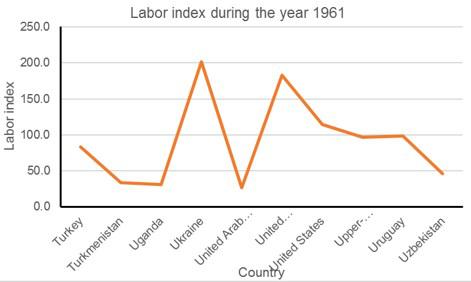 Labor index during the year 1961
250.0
200.0
150.0
100.0
50.0
0.0
Labor index
Turkey
Turkmenistan
Uganda
Ukraine
United Arab...
United...
United States
Upper-...
Uruguay
Uzbekistan
Country